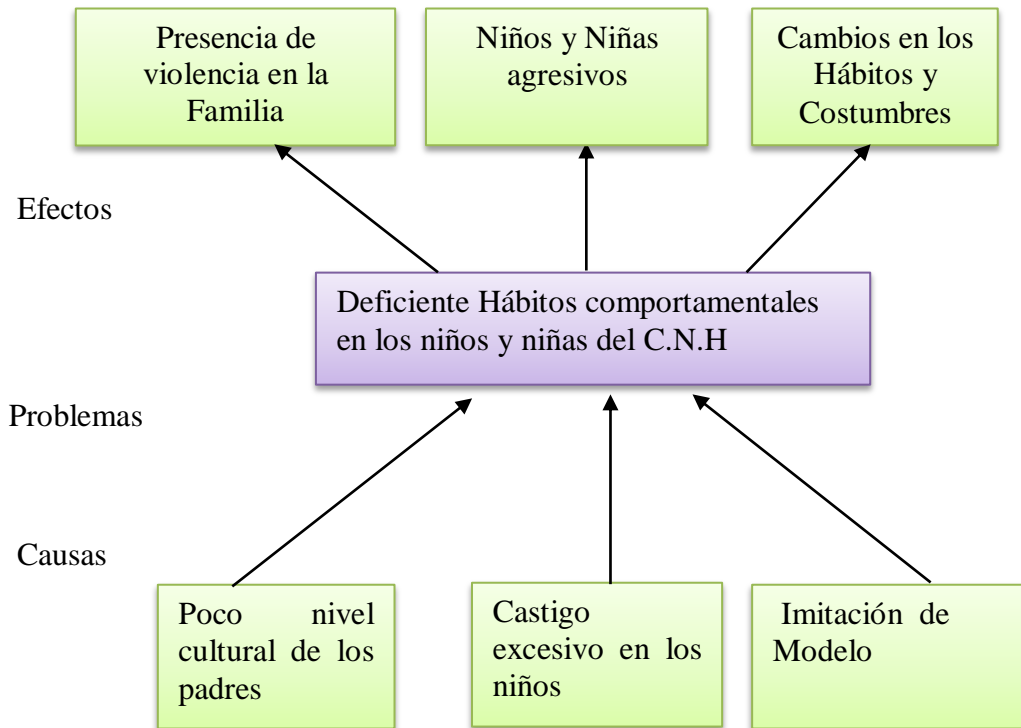 Presencia de
violencia en la
Familia
Niños y Niñas
agresivos
Cambios en los
Hábitos y
Costumbres
Efectos
Deficiente Hábitos comportamentales
en los niños y niñas del C.N.H
Problemas
Causas
Poco nivel
cultural de los
padres
Castigo
excesivo en los
niños
Imitación de
Modelo